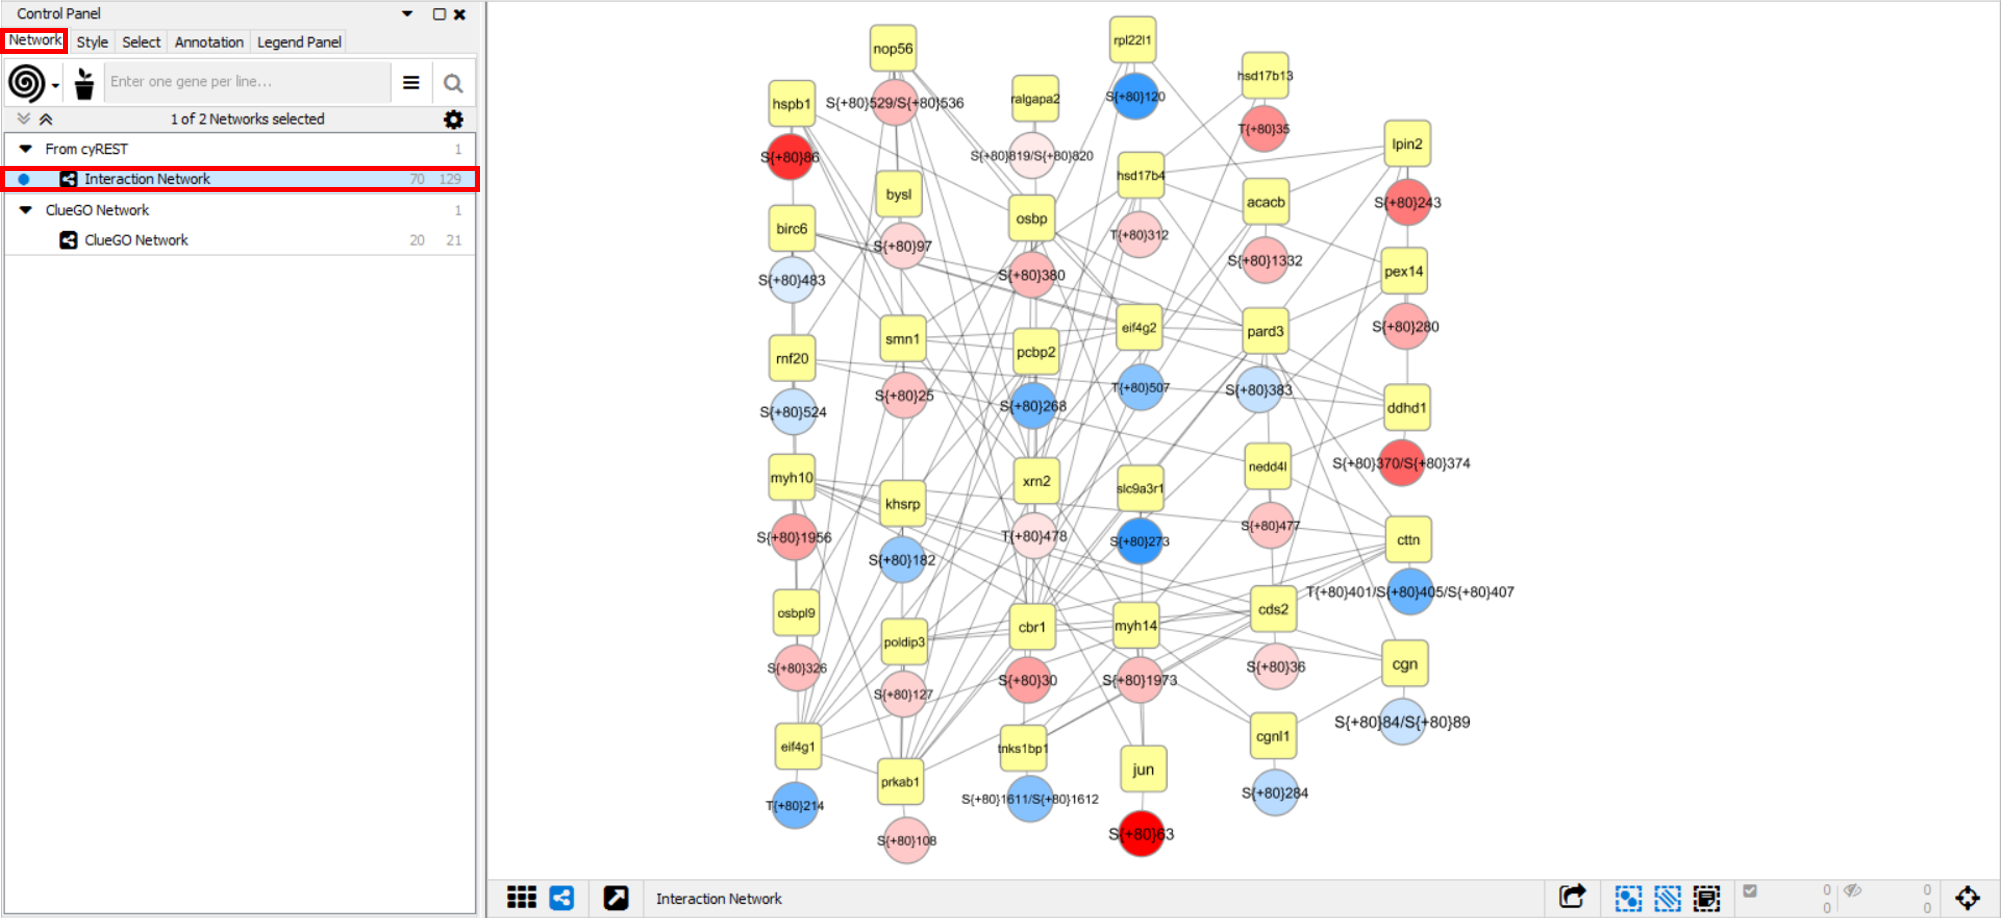 Control Panel
Network Style Select Annotation Legend Panel
Enter one gene per line...
1 of 2 Networks selected
From cyREST 1
Interaction Network 70 129
ClueGO Network 1
ClueGO Network 20 21
nop56
rpl22l1
hsd17b13
hspb1
S{+80}529/S{+80}536
ralgapa2
S{+80}120
T{+80}35
lpin2
S{+80}86
S{+80}819/S{+80}820
hsd17b4
bysl
acacb
S{+80}243
birc6
osbp
T{+80}312
S{+80}97
S{+80}1332
pex14
S{+80}483
S{+80}380
eif4g2
pard3
S{+80}280
smn1
pcbp2
rnf20
T{+80}507
S{+80}383
S{+80}25
S{+80}268
ddhd1
S{+80}524
nedd4l
S{+80}370/S{+80}374
myh10
xrn2
slc9a3r1
khsrp
S{+80}477
S{+80}1956
T{+80}478
S{+80}273
cttn
S{+80}182
T{+80}401/S{+80}405/S{+80}407
osbpl9
cds2
poldip3
cbr1
myh14
S{+80}326
S{+80}36
cgn
S{+80}127
S{+80}30
S{+80}1973
S{+80}84/S{+80}89
eif4g1
tnks1bp1
cgnl1
prkab1
jun
T{+80}214
S{+80}1611/S{+80}1612
S{+80}284
S{+80}108
S{+80}63
Interaction Network
0 0
0 0